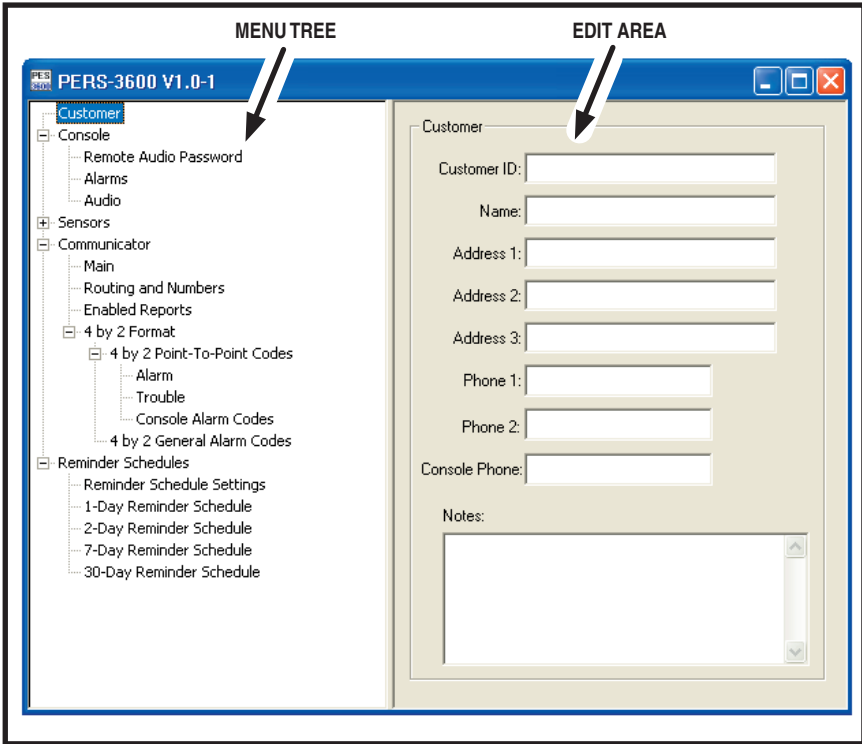 MENU TREE
EDIT AREA
PERS-3600 V1.0-1
Customer
Console
Remote Audio Password
Alarms
Audio
Sensors
Communicator
Main
Routing and Numbers
Enabled Reports
4 by 2 Format
4 by 2 Point-To-Point Codes
Alarm
Trouble
Console Alarm Codes
4 by 2 General Alarm Codes
Reminder Schedules
Reminder Schedule Settings
1-Day Reminder Schedule
2-Day Reminder Schedule
7-Day Reminder Schedule
30-Day Reminder Schedule
Customer
Customer ID:
Name:
Address 1:
Address 2:
Address 3:
Phone 1:
Phone 2:
Console Phone:
Notes: